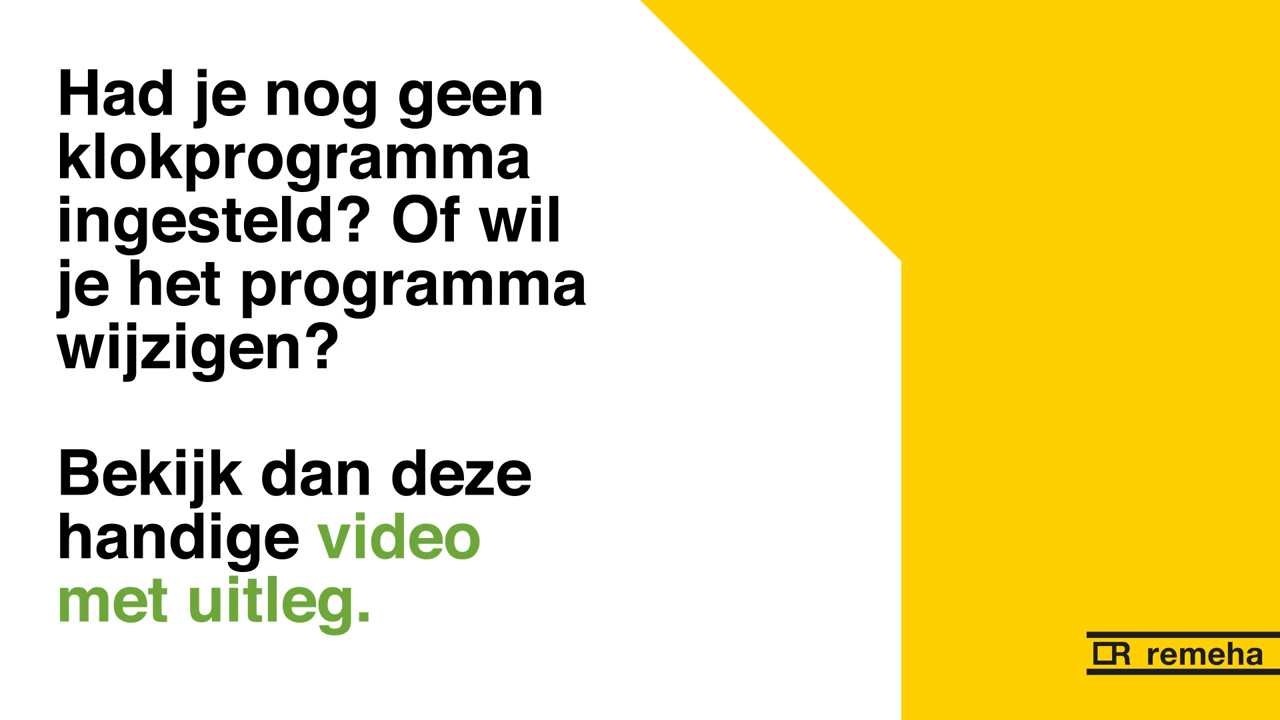 Had je nog geen
klokprogramma
ingesteld? Of wil
je het programma
wijzigen?
Bekijk dan deze
handige video
met uitleg.
remeha